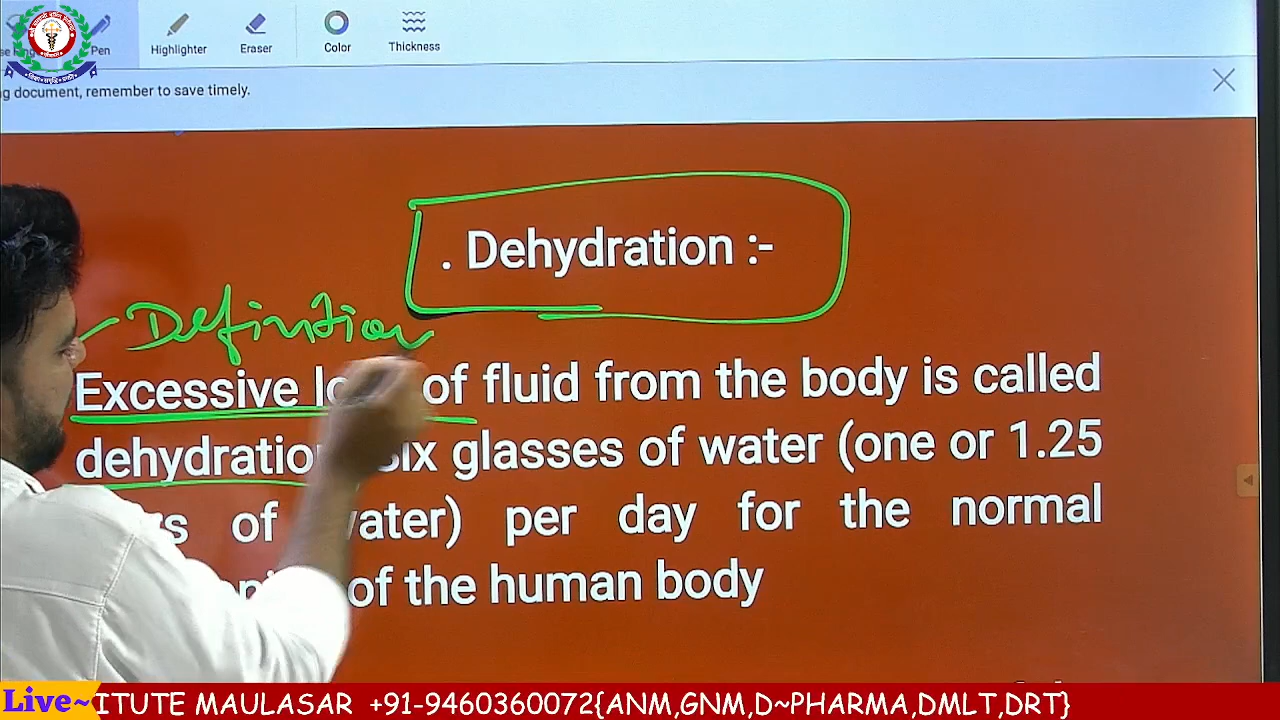 Pen
Highlighter
Eraser
Color
Thickness
document, remember to save timely.
. Dehydration :-
Definition
Excessive of fluid from the body is called
dehydration six glasses of water (one or 1.25
of water) per day for the normal
of the human body
Live~ ITUTE MAULASAR +91-9460360072{ANM,GNM,D~PHARMA,DMLT,DRT}